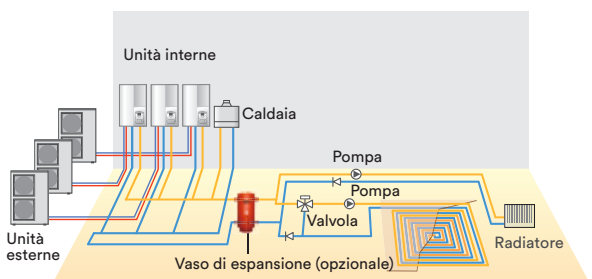 Unità interne
Caldaia
Pompa
Pompa
Valvola
Unità
esterne
Radiatore
Vaso di espansione (opzionale)